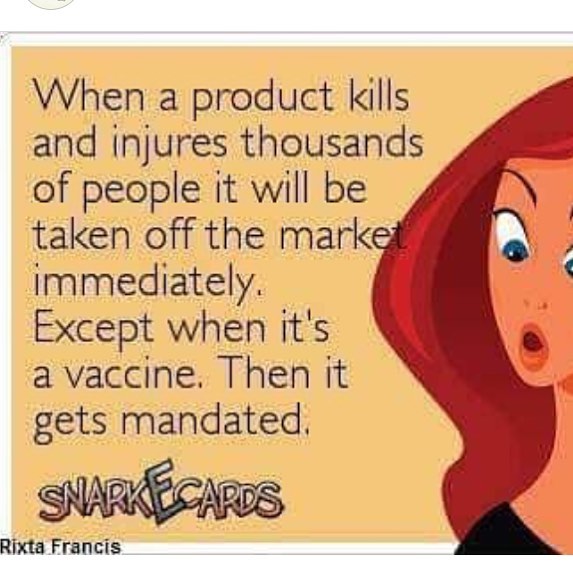 When a product kills
and injures thousands
of people it will be
taken off the market
immediately.
Except when it's
a vaccine. Then it
gets mandated.
SNARKECARDS
Rixta Francis